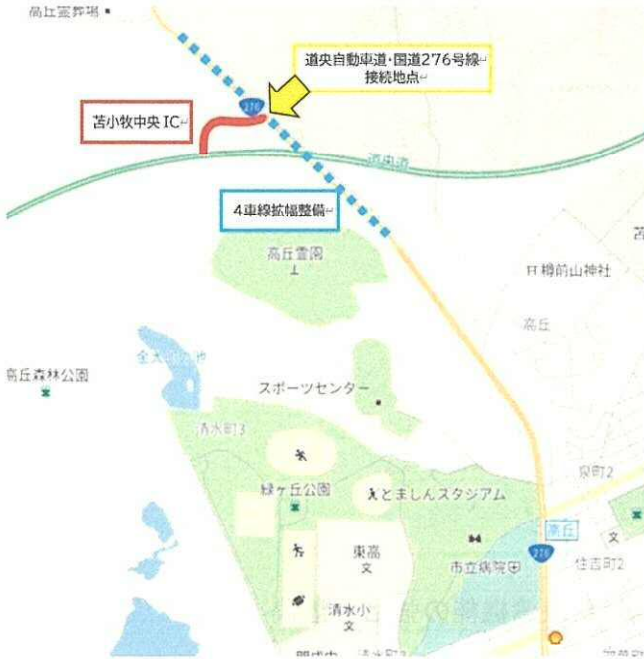 高丘霊葬場
道央自動車道・国道276号線
接続地点
276
苫小牧中央IC
道央道
4車線拡幅整備
高丘霊園
樽前山神社
高丘
高丘森林公園
スポーツセンター
清水町3
泉町2
緑ヶ丘公園
とましんスタジアム
高丘
文
276
東高
文
市立病院
住吉町2
清水小
文